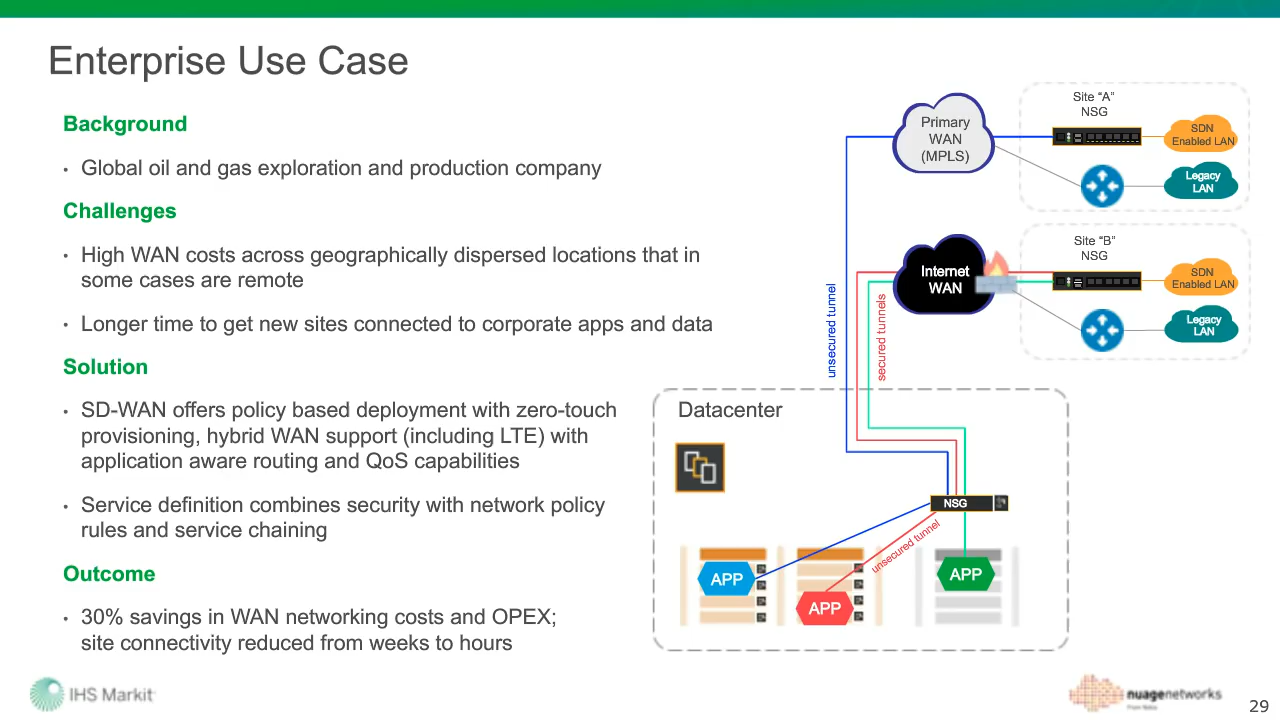 Enterprise Use Case
Background
• Global oil and gas exploration and production company
Challenges
• High WAN costs across geographically dispersed locations that in
some cases are remote
• Longer time to get new sites connected to corporate apps and data
Solution
• SD-WAN offers policy based deployment with zero-touch
provisioning, hybrid WAN support (including LTE) with
application aware routing and QoS capabilities
• Service definition combines security with network policy
rules and service chaining
Outcome
• 30% savings in WAN networking costs and OPEX;
site connectivity reduced from weeks to hours
Primary
WAN
(MPLS)
Site “A”
NSG
SDN
Enabled LAN
Legacy
LAN
Internet
WAN
Site “B”
NSG
SDN
Enabled LAN
Legacy
LAN
unsecured tunnel
secured tunnels
Datacenter
NSG
unsecured tunnel
APP
APP
APP
IHS Markit
nuagenetworks
From Nokia
29